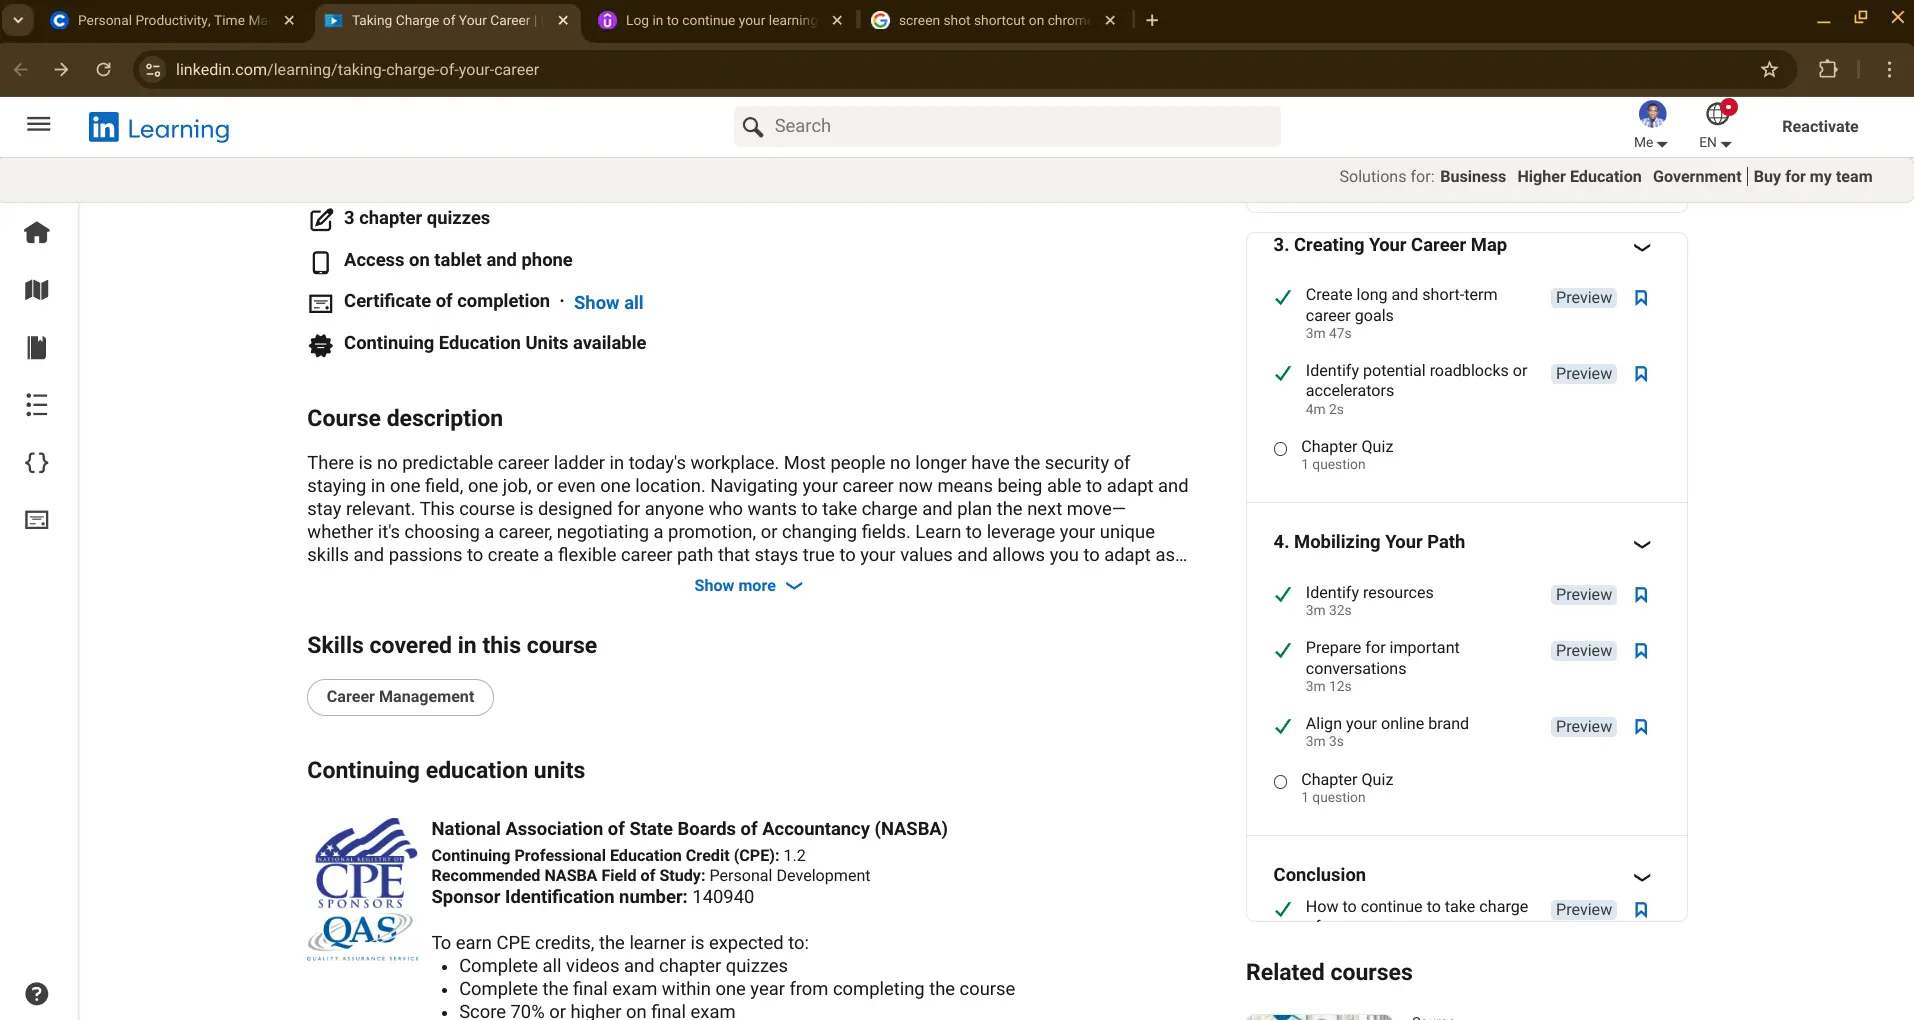 Personal Productivity, Time Ma
Taking Charge of Your Career |
Log in to continue your learning
screen shot shortcut on chrome
linkedin.com/learning/taking-charge-of-your-career
in Learning
Search
Me
EN
Reactivate
Solutions for: Business Higher Education Government | Buy for my team
3 chapter quizzes
Access on tablet and phone
Certificate of completion · Show all
Continuing Education Units available
Course description
There is no predictable career ladder in today's workplace. Most people no longer have the security of
staying in one field, one job, or even one location. Navigating your career now means being able to adapt and
stay relevant. This course is designed for anyone who wants to take charge and plan the next move—
whether it's choosing a career, negotiating a promotion, or changing fields. Learn to leverage your unique
skills and passions to create a flexible career path that stays true to your values and allows you to adapt as…
Show more
Skills covered in this course
Career Management
Continuing education units
NATIONAL REGISTRY OF
CPE
SPONSORS
QAS
QUALITY ASSURANCE SERVICE
National Association of State Boards of Accountancy (NASBA)
Continuing Professional Education Credit (CPE): 1.2
Recommended NASBA Field of Study: Personal Development
Sponsor Identification number: 140940
To earn CPE credits, the learner is expected to:
• Complete all videos and chapter quizzes
• Complete the final exam within one year from completing the course
• Score 70% or higher on final exam
3. Creating Your Career Map
Create long and short-term Preview
career goals
3m 47s
Identify potential roadblocks or Preview
accelerators
4m 2s
Chapter Quiz
1 question
4. Mobilizing Your Path
Identify resources Preview
3m 32s
Prepare for important Preview
conversations
3m 12s
Align your online brand Preview
3m 3s
Chapter Quiz
1 question
Conclusion
How to continue to take charge Preview
Related courses